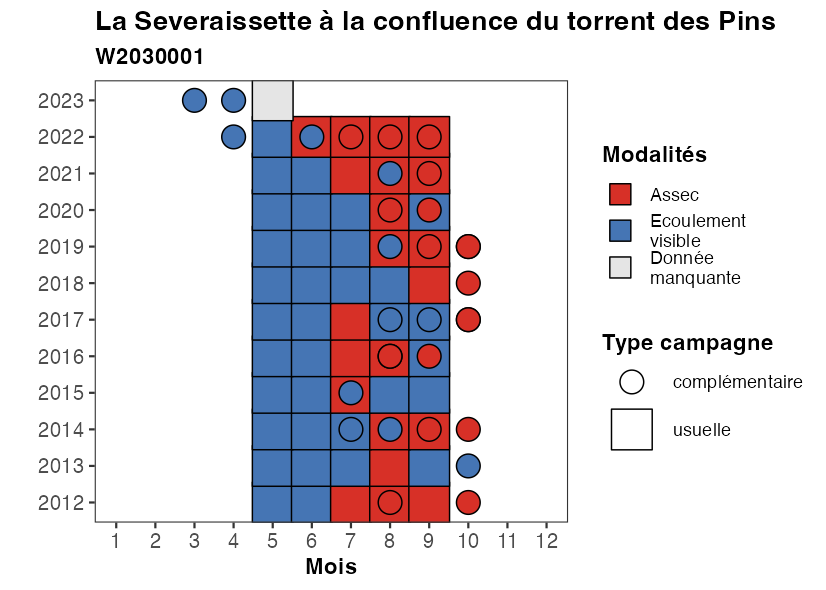 La Severaissette à la confluence du torrent des Pins
W2030001
2023
2022
2021
2020
2019
2018
2017
2016
2015
2014
2013
2012
1 2 3 4 5 6 7 8 9 10 11 12
Mois
Modalités
Assec
Ecoulement
visible
Donnée
manquante
Type campagne
complémentaire
usuelle